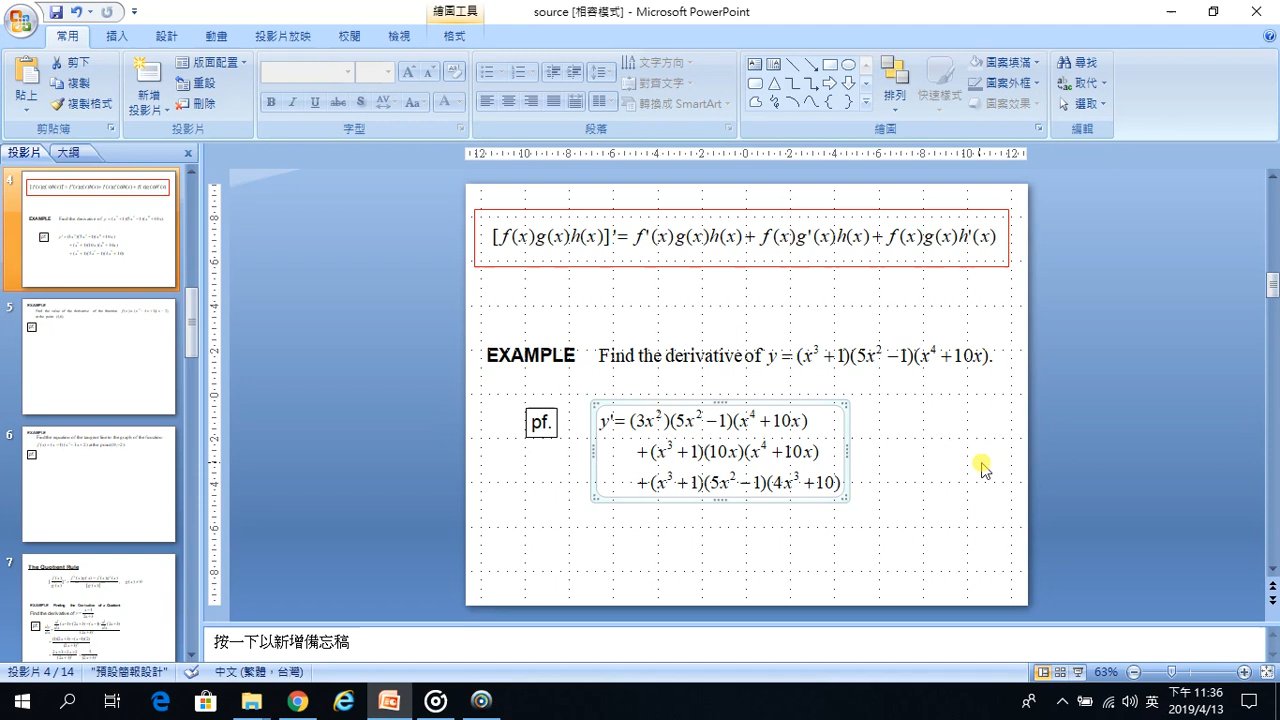 繪圖工具
source [相容模式] - Microsoft PowerPoint
常用 插入 設計 動畫 投影片放映 校閱 檢視 格式
貼上 剪下 複製 複製格式 剪貼簿
新增投影片 版面配置 重設 刪除 投影片
B I U abc S AV Aa A 字型
文字方向 對齊文字 轉換成 SmartArt 段落
排列 快速樣式 圖案填滿 圖案外框 圖案效果 繪圖
尋找 取代 選取 編輯
投影片 大綱
4
5
6
7
The Quotient Rule
[f(x)g(x)h(x)]'= f'(x)g(x)h(x)+ f(x)g'(x)h(x)+ f(x)g(x)h'(x)
EXAMPLE Find the derivative of y = (x³ +1)(5x² −1)(x⁴ +10x).
pf. y'= (3x²)(5x² −1)(x⁴ +10x)
+(x³ +1)(10x)(x⁴ +10x)
+(x³ +1)(5x² −1)(4x³ +10)
按一下以新增備忘稿
投影片 4 / 14 "預設簡報設計" 中文 (繁體，台灣) 63%
英 下午 11:36
2019/4/13